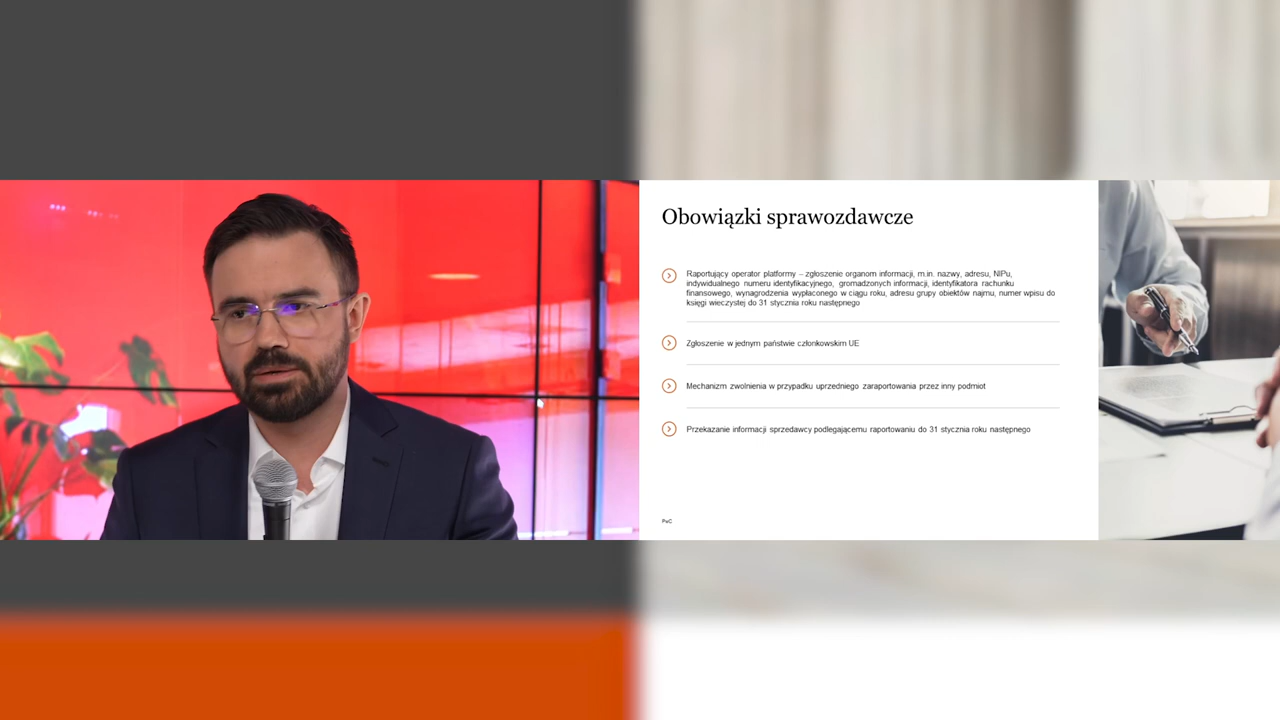 Obowiązki sprawozdawcze
Raportujący operator platformy – zgłoszenie organom informacji, m.in. nazwy, adresu, NIPu,
indywidualnego numeru identyfikacyjnego, gromadzonych informacji, identyfikatora rachunku
finansowego, wynagrodzenia wypłaconego w ciągu roku, adresu grupy obiektów najmu, numer wpisu do
księgi wieczystej do 31 stycznia roku następnego
Zgłoszenie w jednym państwie członkowskim UE
Mechanizm zwolnienia w przypadku uprzedniego zaraportowania przez inny podmiot
Przekazanie informacji sprzedawcy podlegającemu raportowaniu do 31 stycznia roku następnego
PwC